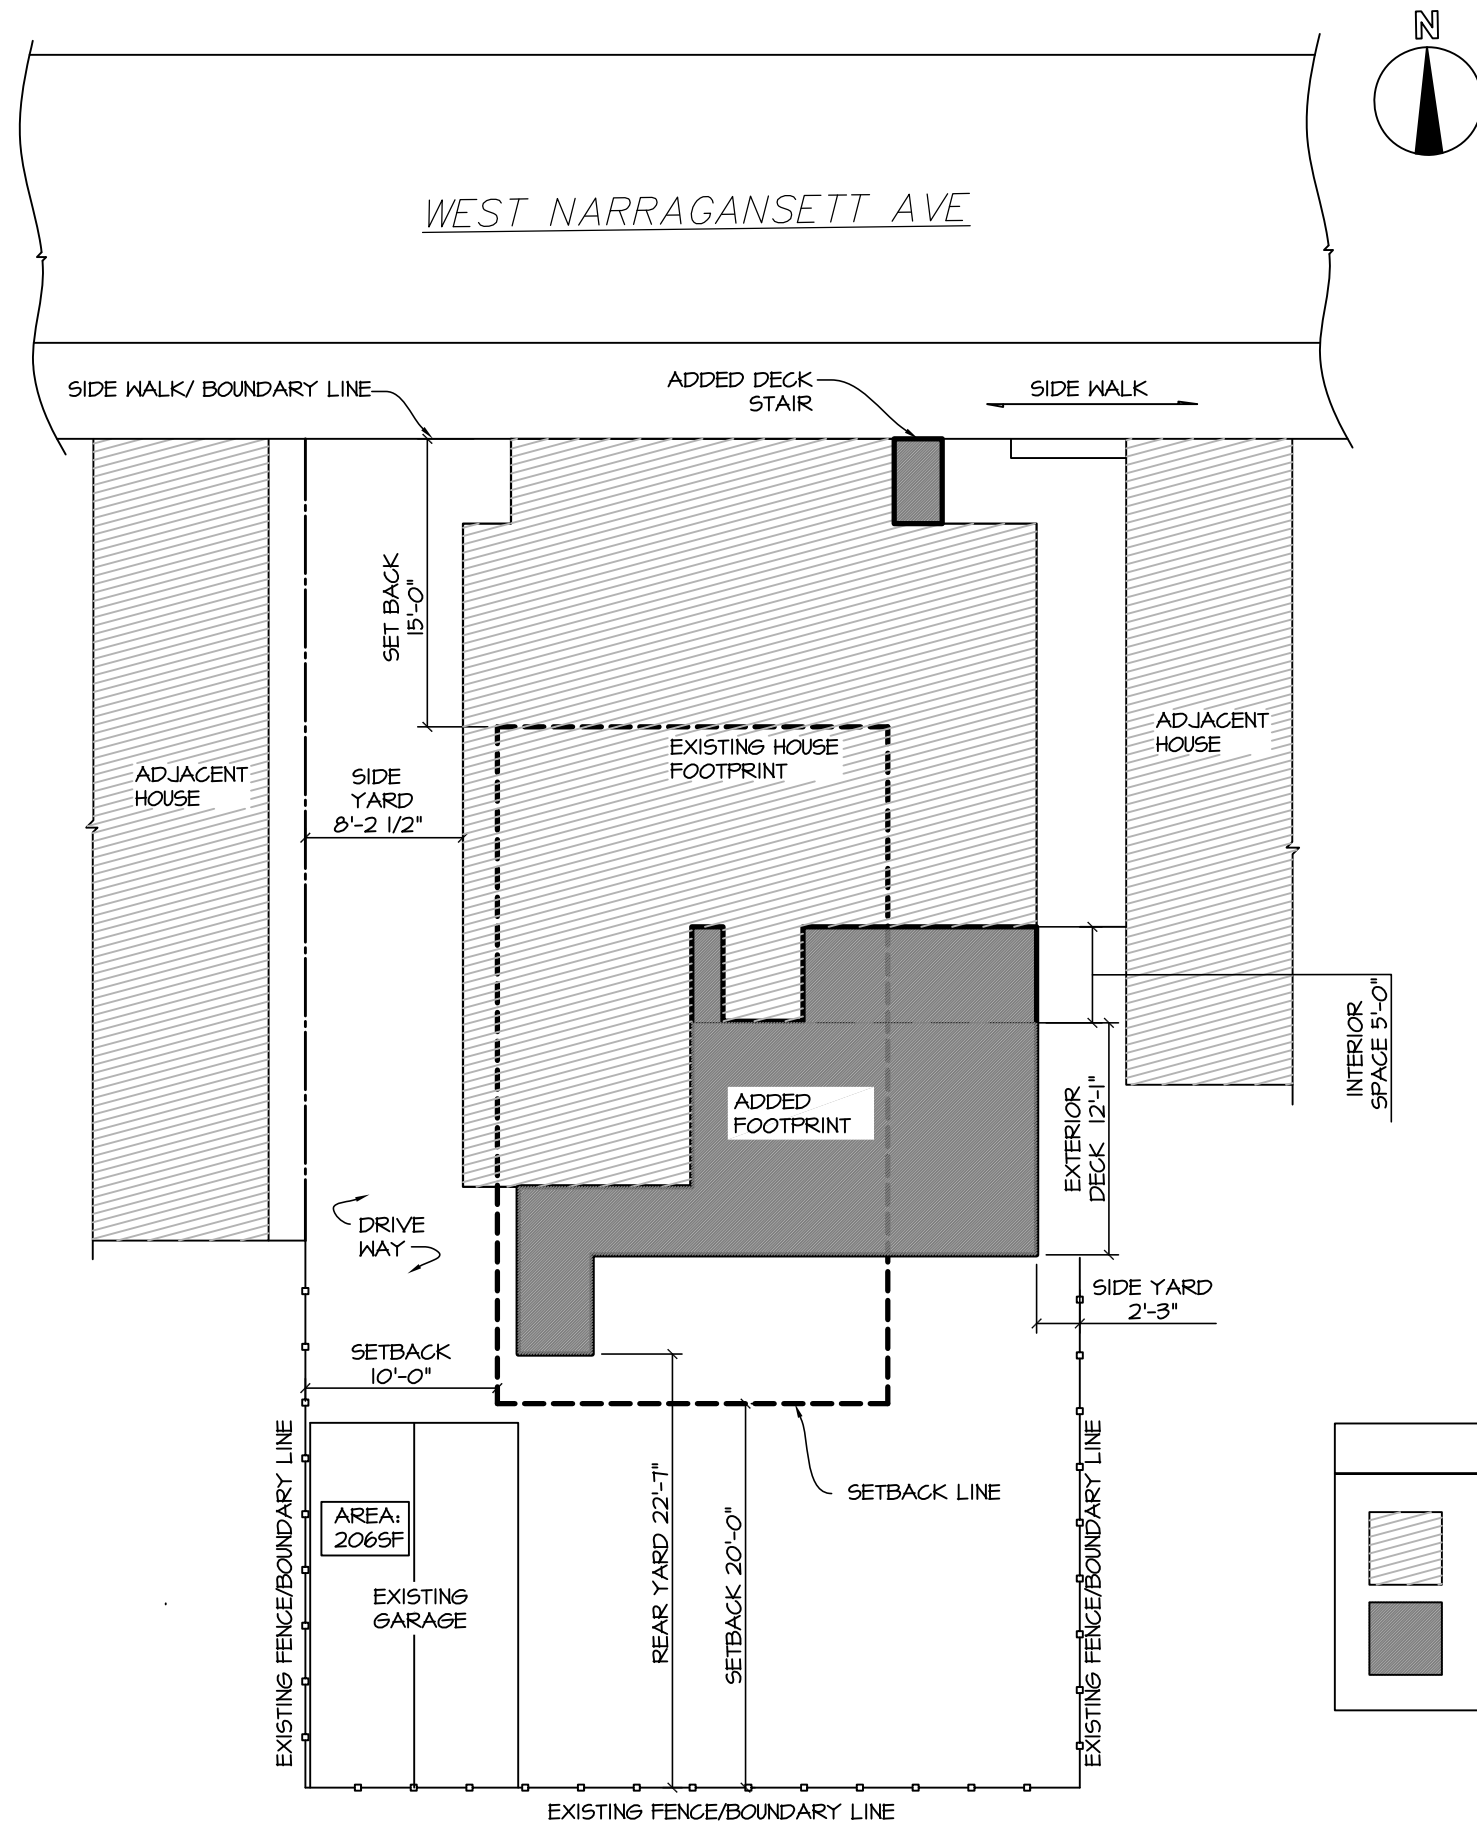 N
WEST NARRAGANSETT AVE
SIDE WALK/ BOUNDARY LINE
ADDED DECK
STAIR
SIDE WALK
SET BACK
15'-0"
EXISTING HOUSE
FOOTPRINT
ADJACENT
HOUSE
ADJACENT
HOUSE
SIDE
YARD
8'-2 1/2"
INTERIOR
SPACE 5'-0"
EXTERIOR
DECK 12'-1"
ADDED
FOOTPRINT
DRIVE
WAY
SIDE YARD
2'-3"
SETBACK
10'-0"
SETBACK LINE
EXISTING FENCE/BOUNDARY LINE
AREA:
206SF
EXISTING
GARAGE
REAR YARD 22'-7"
SETBACK 20'-0"
EXISTING FENCE/BOUNDARY LINE
EXISTING FENCE/BOUNDARY LINE